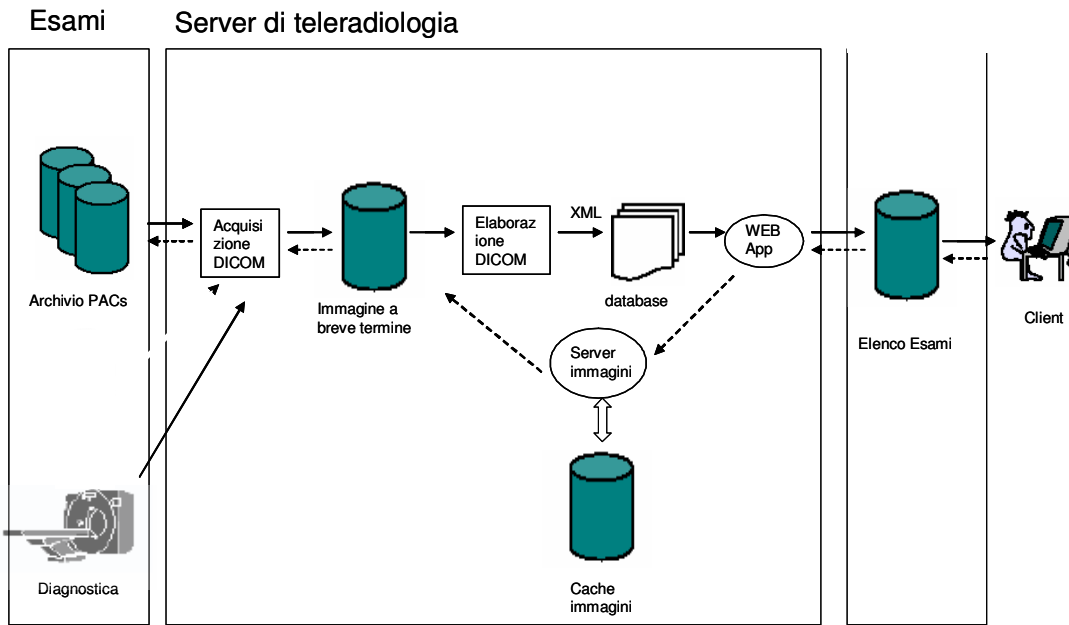 Esami
Server di teleradiologia
Archivio PACs
Acquisi
zione
DICOM
Immagine a
breve termine
Elaboraz
ione
DICOM
XML
database
WEB
App
Elenco Esami
Client
Server
immagini
Cache
immagini
Diagnostica